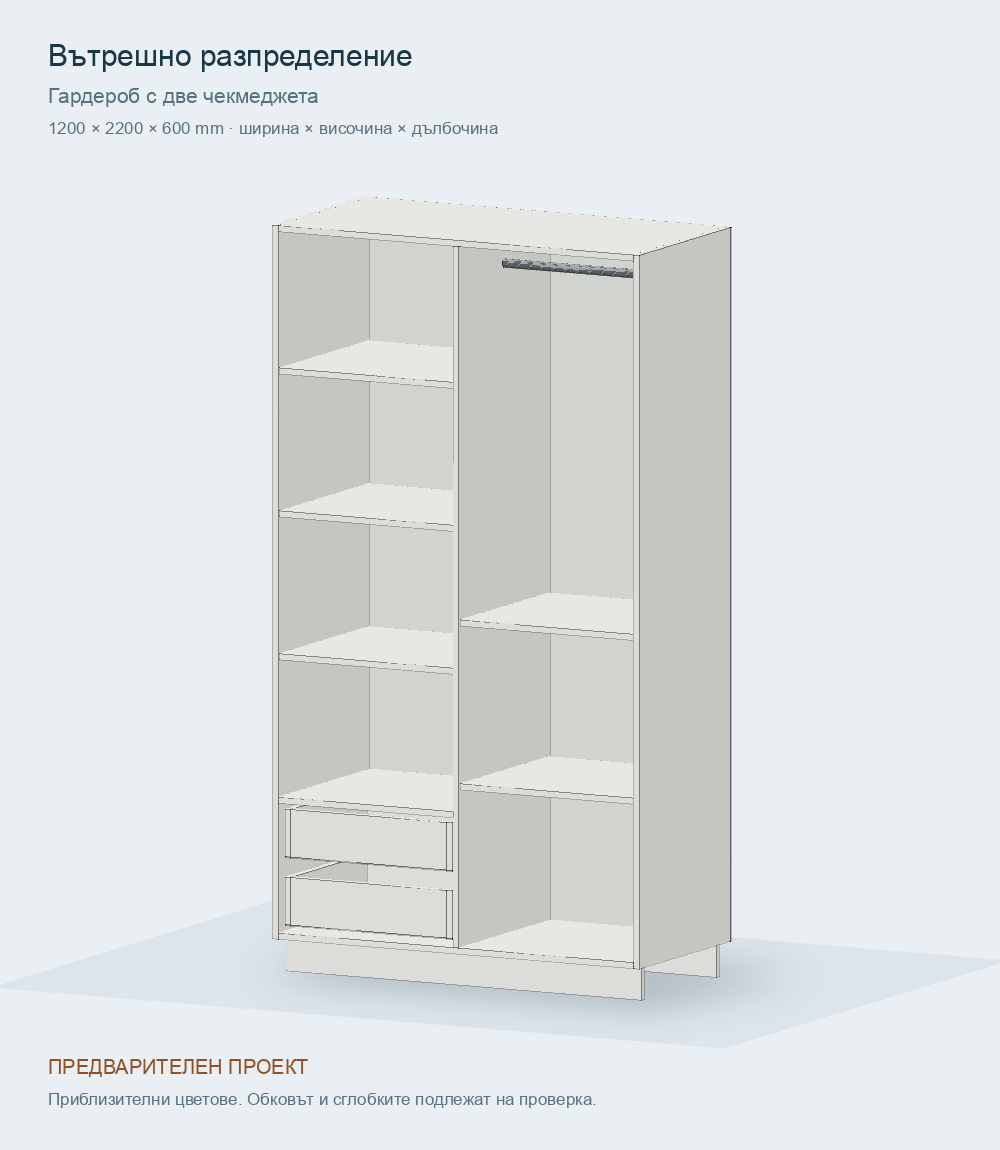 Вътрешно разпределение
Гардероб с две чекмеджета
1200 × 2200 × 600 mm · ширина × височина × дълбочина
ПРЕДВАРИТЕЛЕН ПРОЕКТ
Приблизителни цветове. Обковът и сглобките подлежат на проверка.